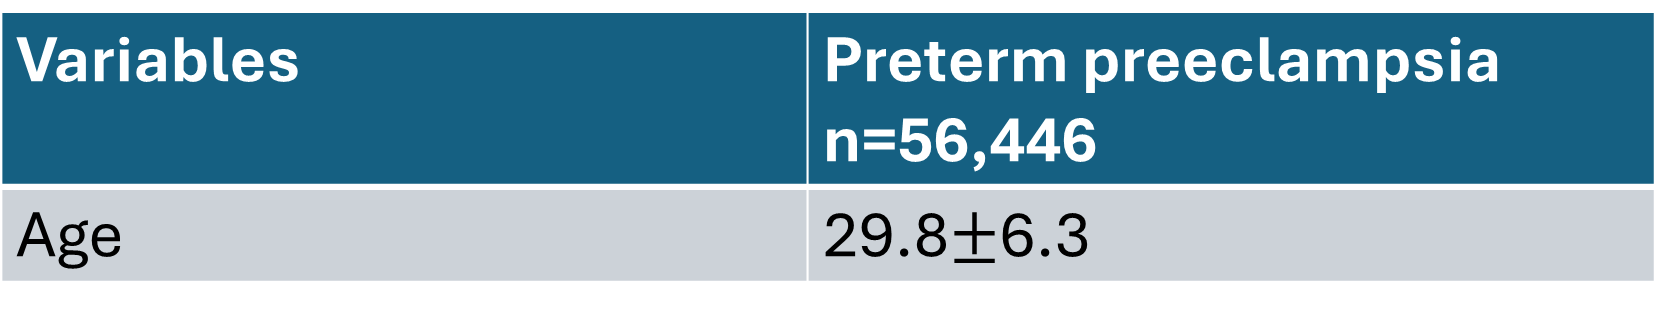 Variables
Preterm preeclampsia
n=56,446
Age
29.8±6.3